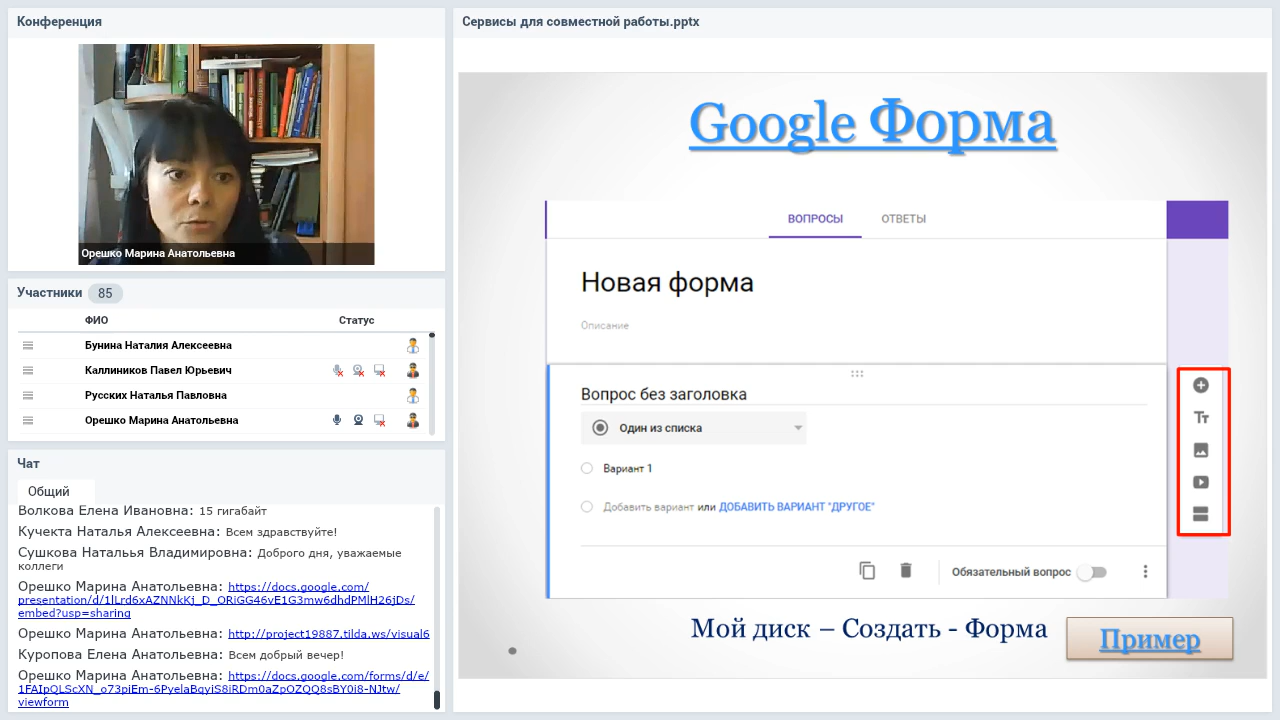 Конференция
Орешко Марина Анатольевна
Участники 85
ФИО Статус
Бунина Наталия Алексеевна
Каллиников Павел Юрьевич
Русских Наталья Павловна
Орешко Марина Анатольевна
Чат
Общий
Волкова Елена Ивановна: 15 гигабайт
Кучекта Наталья Алексеевна: Всем здравствуйте!
Сушкова Натальья Владимировна: Доброго дня, уважаемые
коллеги
Орешко Марина Анатольевна: https://docs.google.com/
presentation/d/1lLrd6xAZNNkKj_D_ORiGG46vE1G3mw6dhdPMlH26jDs/
embed?usp=sharing
Орешко Марина Анатольевна: http://project19887.tilda.ws/visual6
Куропова Елена Анатольевна: Всем добрый вечер!
Орешко Марина Анатольевна: https://docs.google.com/forms/d/e/
1FAIpQLScXN_o73piEm-6PyelaBqyiS8iRDm0aZpOZQQ8sBY0i8-NJtw/
viewform
Сервисы для совместной работы.pptx
Google Форма
ВОПРОСЫ ОТВЕТЫ
Новая форма
Описание
Вопрос без заголовка
Один из списка
Вариант 1
Добавить вариант или ДОБАВИТЬ ВАРИАНТ "ДРУГОЕ"
Обязательный вопрос
Tт
Мой диск – Создать - Форма
Пример